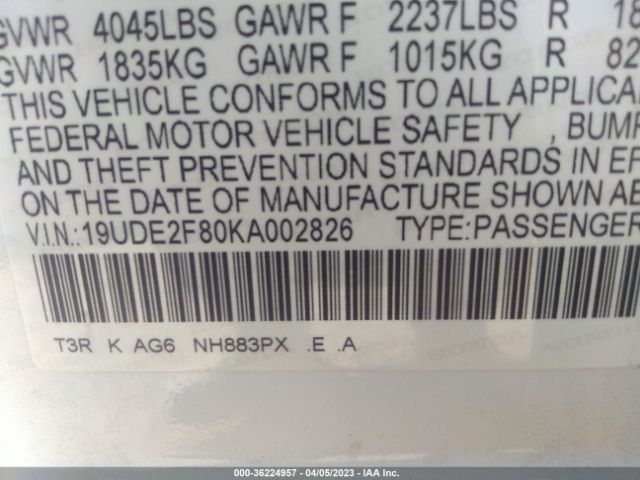 GVWR 4045LBS GAWR F 2237LBS R 18
GVWR 1835KG GAWR F 1015KG R 82
THIS VEHICLE CONFORMS TO ALL APPLICA
FEDERAL MOTOR VEHICLE SAFETY , BUMP
AND THEFT PREVENTION STANDARDS IN EF
ON THE DATE OF MANUFACTURE SHOWN AB
V.I.N.:19UDE2F80KA002826 TYPE:PASSENGER
T3R K AG6 NH883PX .E .A
000-36224957 - 04/05/2023 - IAA Inc.